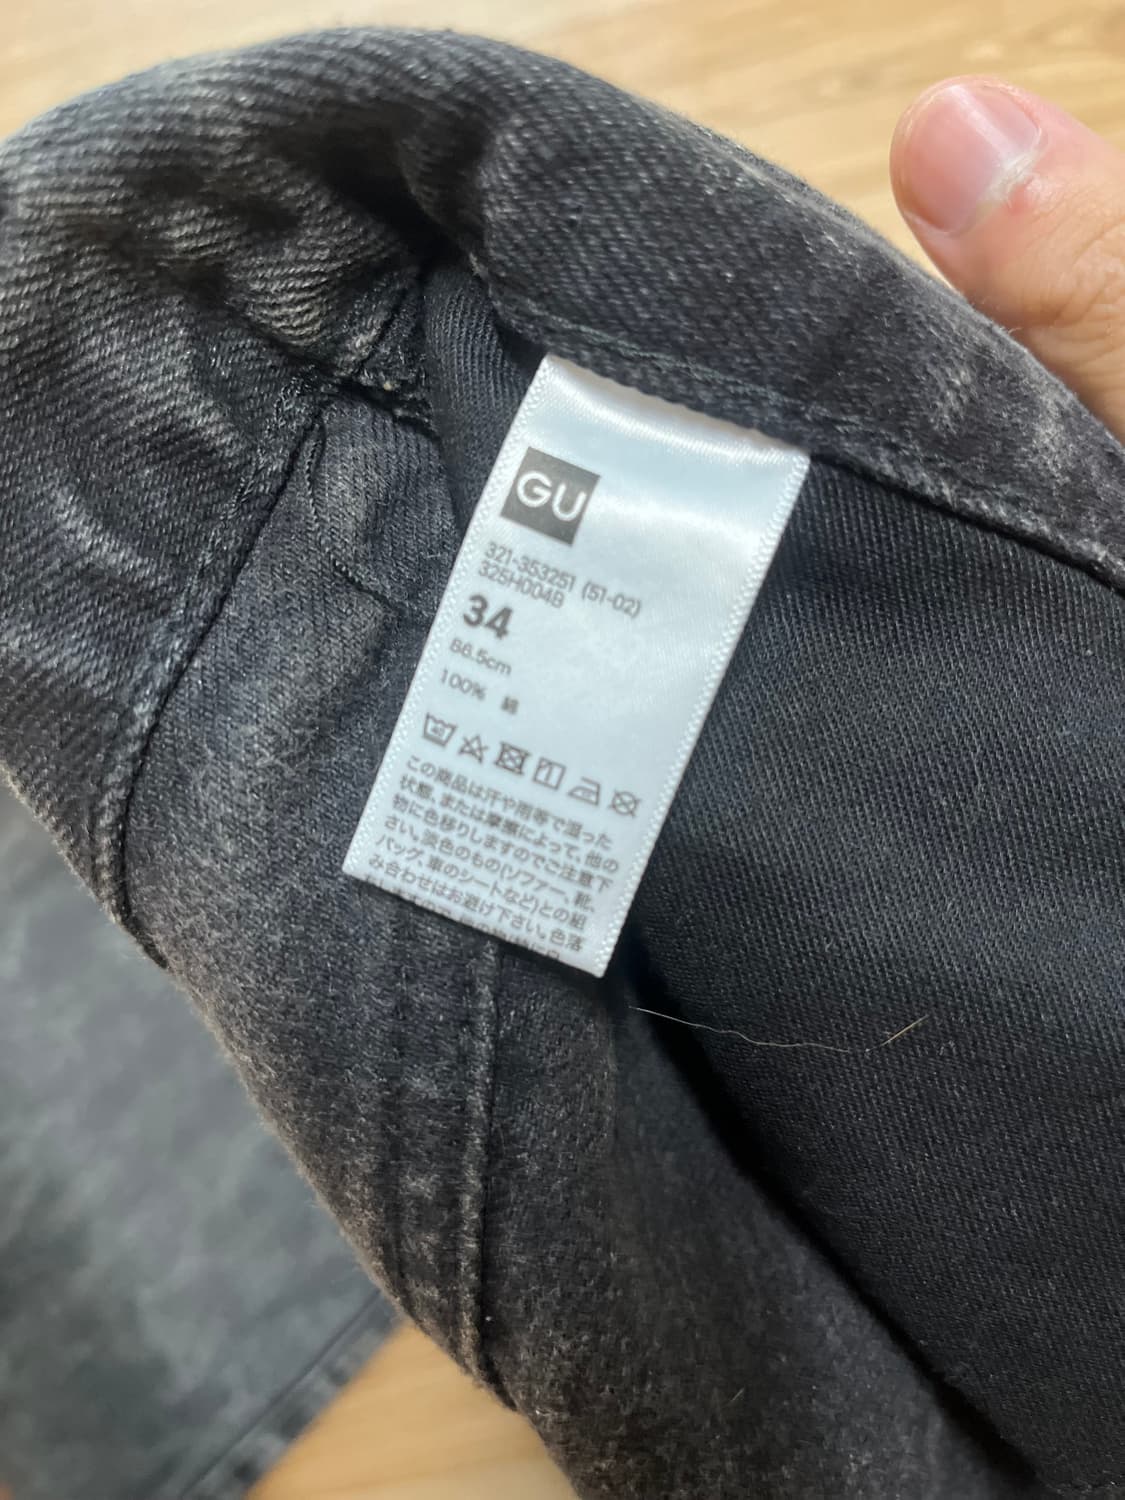 GU
321-353251 (51-02)
325H004B
34
86.5cm
100% 綿
この商品は汗や雨等で湿った
状態、または摩擦によって、他の
物に色移りしますのでご注意下
さい。淡色のもの(ソファー、靴、
バッグ、車のシートなど)との組
み合わせはお避け下さい。色落